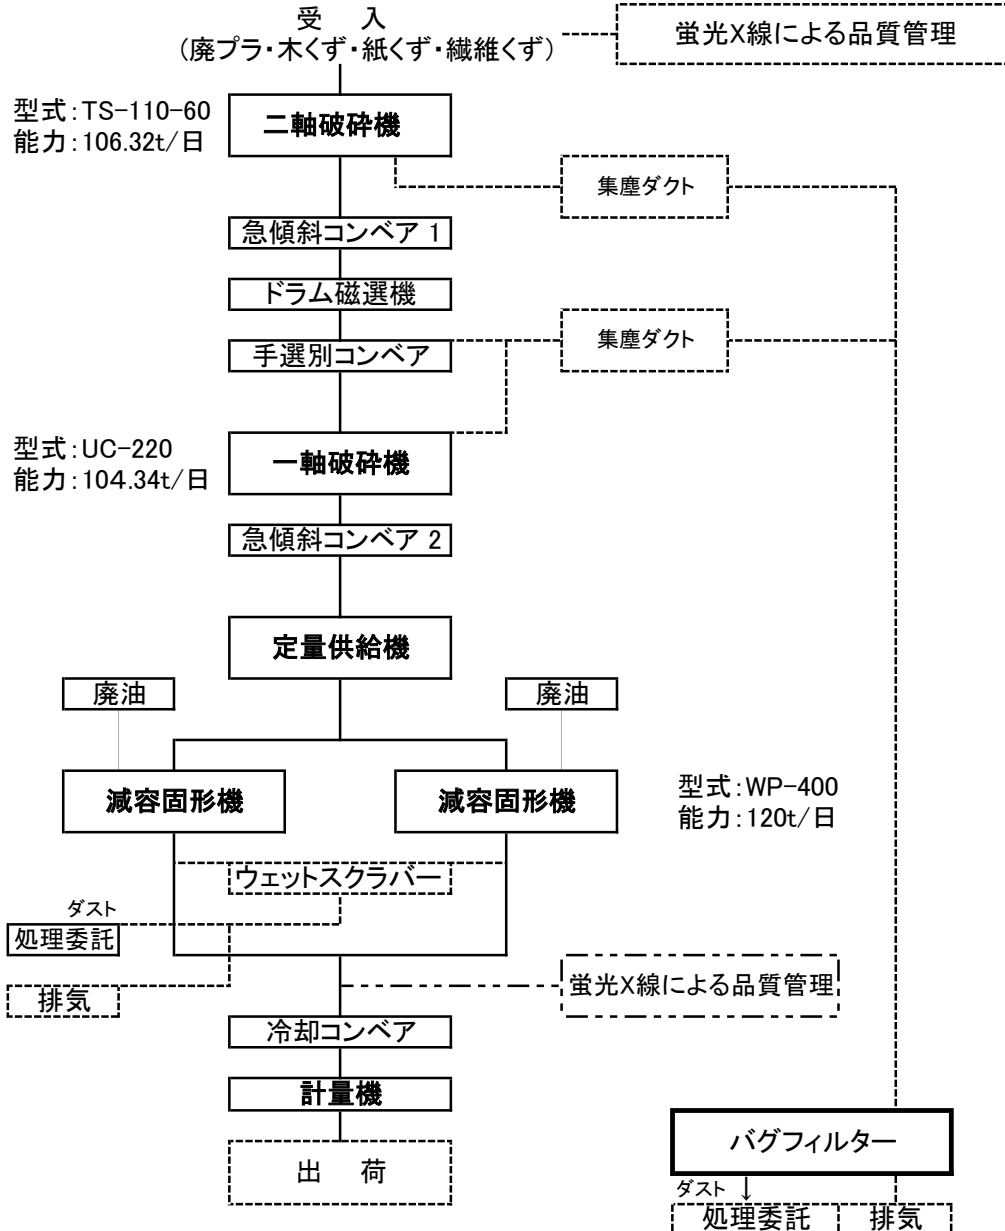 受　入
（廃プラ・木くず・紙くず・繊維くず）
蛍光X線による品質管理
型式：TS-110-60
能力：106.32t/日
二軸破砕機
集塵ダクト
急傾斜コンベア 1
ドラム磁選機
手選別コンベア
集塵ダクト
型式：UC-220
能力：104.34t/日
一軸破砕機
急傾斜コンベア 2
定量供給機
廃油
廃油
減容固形機
減容固形機
型式：WP-400
能力：120t/日
ウェットスクラバー
ダスト
処理委託
排気
蛍光X線による品質管理
冷却コンベア
計量機
出　荷
バグフィルター
ダスト ↓
処理委託
排気